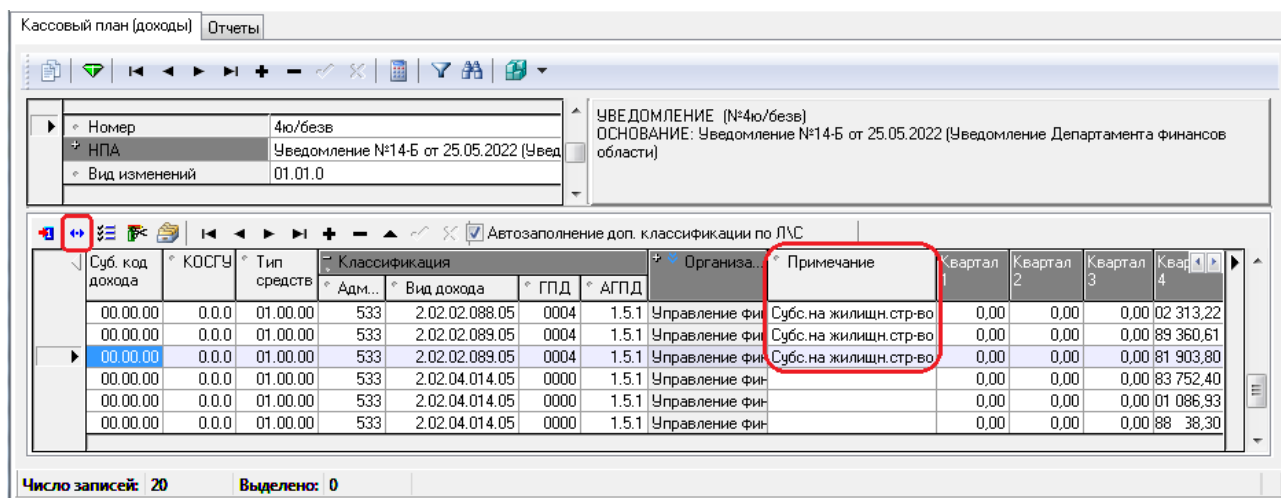 Кассовый план (доходы) Отчеты
Номер 4ю/безв
НПА Уведомление №14-Б от 25.05.2022 (Увед
Вид изменений 01.01.0
УВЕДОМЛЕНИЕ (№4ю/безв)
ОСНОВАНИЕ: Уведомление №14-Б от 25.05.2022 (Уведомление Департамента финансов
области)
Автозаполнение доп. классификации по Л\С
Суб. код дохода КОСГУ Тип средств Классификация Организа... Примечание Квартал 1 Квартал 2 Квартал 3 Квар 4
Адм... Вид дохода ГПД АГПД
00.00.00 0.0.0 01.00.00 533 2.02.02.088.05 0004 1.5.1 Управление фин Субс.на жилищн.стр-во 0,00 0,00 0,00 02 313,22
00.00.00 0.0.0 01.00.00 533 2.02.02.089.05 0004 1.5.1 Управление фин Субс.на жилищн.стр-во 0,00 0,00 0,00 89 360,61
00.00.00 0.0.0 01.00.00 533 2.02.02.089.05 0004 1.5.1 Управление фин Субс.на жилищн.стр-во 0,00 0,00 0,00 81 903,80
00.00.00 0.0.0 01.00.00 533 2.02.04.014.05 0000 1.5.1 Управление фин 0,00 0,00 0,00 83 752,40
00.00.00 0.0.0 01.00.00 533 2.02.04.014.05 0000 1.5.1 Управление фин 0,00 0,00 0,00 01 086,93
00.00.00 0.0.0 01.00.00 533 2.02.04.014.05 0000 1.5.1 Управление фин 0,00 0,00 0,00 88 38,30
Число записей: 20 Выделено: 0